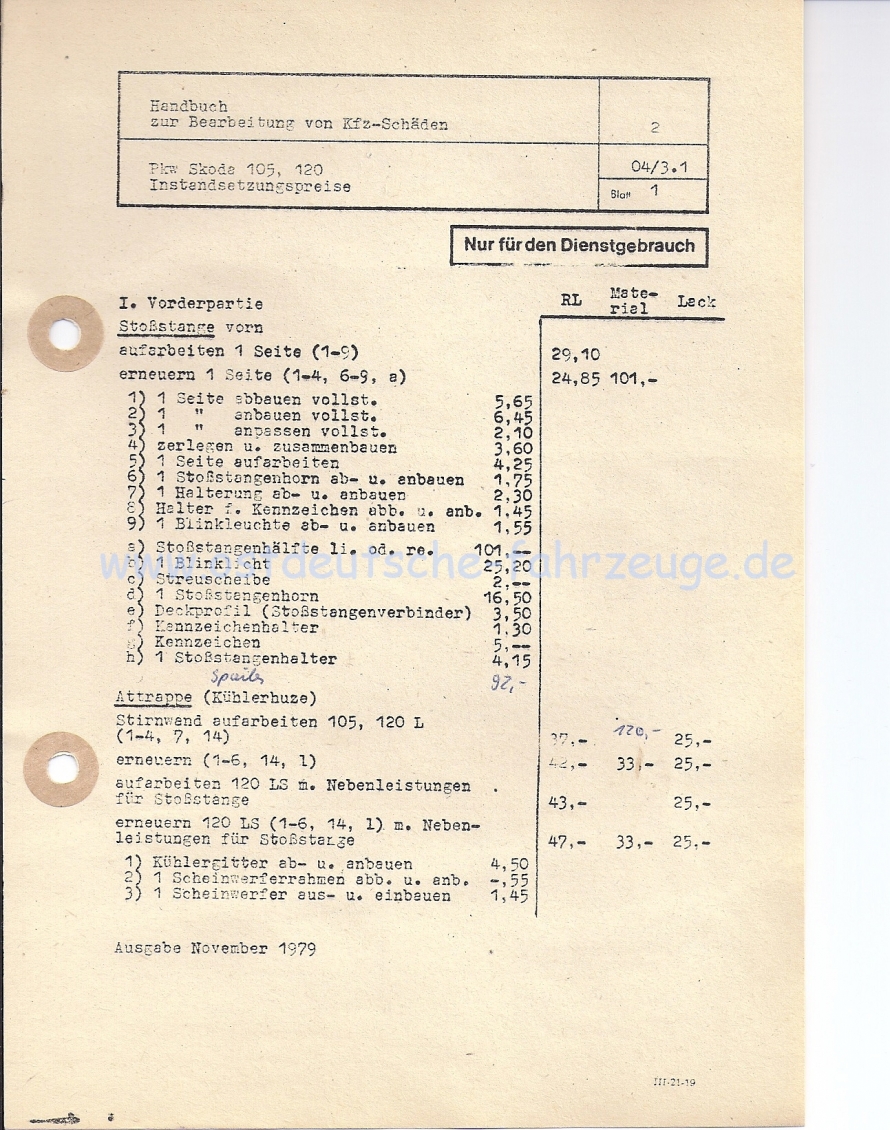 Handbuch
zur Bearbeitung von Kfz-Schäden
2
Pkw Skoda 105, 120
Instandsetzungspreise
04/3.1
Blatt 1
Nur für den Dienstgebrauch
I. Vorderpartie
RL Mate-rial Lack
Stoßstange vorn
aufarbeiten 1 Seite (1-9) 29,10
erneuern 1 Seite (1-4, 6-9, a) 24,85 101,-
1) 1 Seite abbauen vollst. 5,65
2) 1 " anbauen vollst. 6,45
3) 1 " anpassen vollst. 2,10
4) zerlegen u. zusammenbauen 3,60
5) 1 Seite aufarbeiten 4,25
6) 1 Stoßstangenhorn ab- u. anbauen 1,75
7) 1 Halterung ab- u. anbauen 2,30
8) Halter f. Kennzeichen abb. u. anb. 1,45
9) 1 Blinkleuchte ab- u. anbauen 1,55
a) Stoßstangenhälfte li. od. re. 101,--
b) 1 Blinklicht 25,20
c) Streuscheibe 2,--
d) 1 Stoßstangenhorn 16,50
e) Deckprofil (Stoßstangenverbinder) 3,50
f) Kennzeichenhalter 1,30
g) Kennzeichen 5,--
h) 1 Stoßstangenhalter 4,15
Spoiler 92,-
Attrappe (Kühlerhuze)
Stirnwand aufarbeiten 105, 120 L
(1-4, 7, 14) 37,- 120,- 25,-
erneuern (1-6, 14, l) 42,- 33,- 25,-
aufarbeiten 120 LS m. Nebenleistungen
für Stoßstange 43,- 25,-
erneuern 120 LS (1-6, 14, l) m. Neben-
leistungen für Stoßstange 47,- 33,- 25,-
1) Kühlergitter ab- u. anbauen 4,50
2) 1 Scheinwerferrahmen abb. u. anb. -,55
3) 1 Scheinwerfer aus- u. einbauen 1,45
Ausgabe November 1979
III-21-19